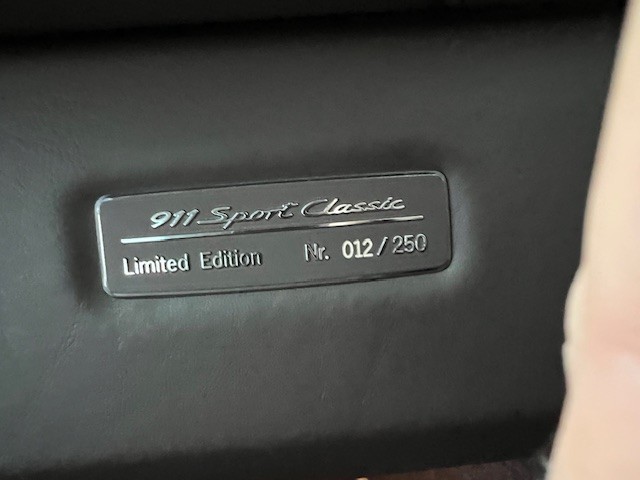 911 Sport Classic
Limited Edition Nr. 012/250